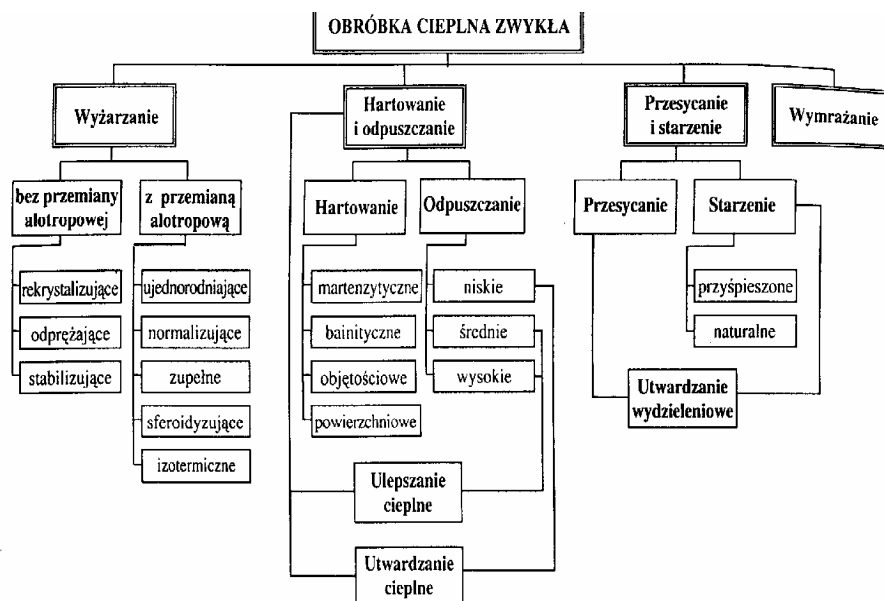 OBRÓBKA CIEPLNA ZWYKŁA
Wyżarzanie
Hartowanie
i odpuszczanie
Przesycanie
i starzenie
Wymrażanie
bez przemiany
alotropowej
z przemianą
alotropową
Hartowanie
Odpuszczanie
Przesycanie
Starzenie
rekrystalizujące
odprężające
stabilizujące
ujednorodniające
normalizujące
zupełne
sferoidyzujące
izotermiczne
martenzytyczne
bainityczne
objętościowe
powierzchniowe
niskie
średnie
wysokie
przyśpieszone
naturalne
Utwardzanie
wydzieleniowe
Ulepszanie
cieplne
Utwardzanie
cieplne